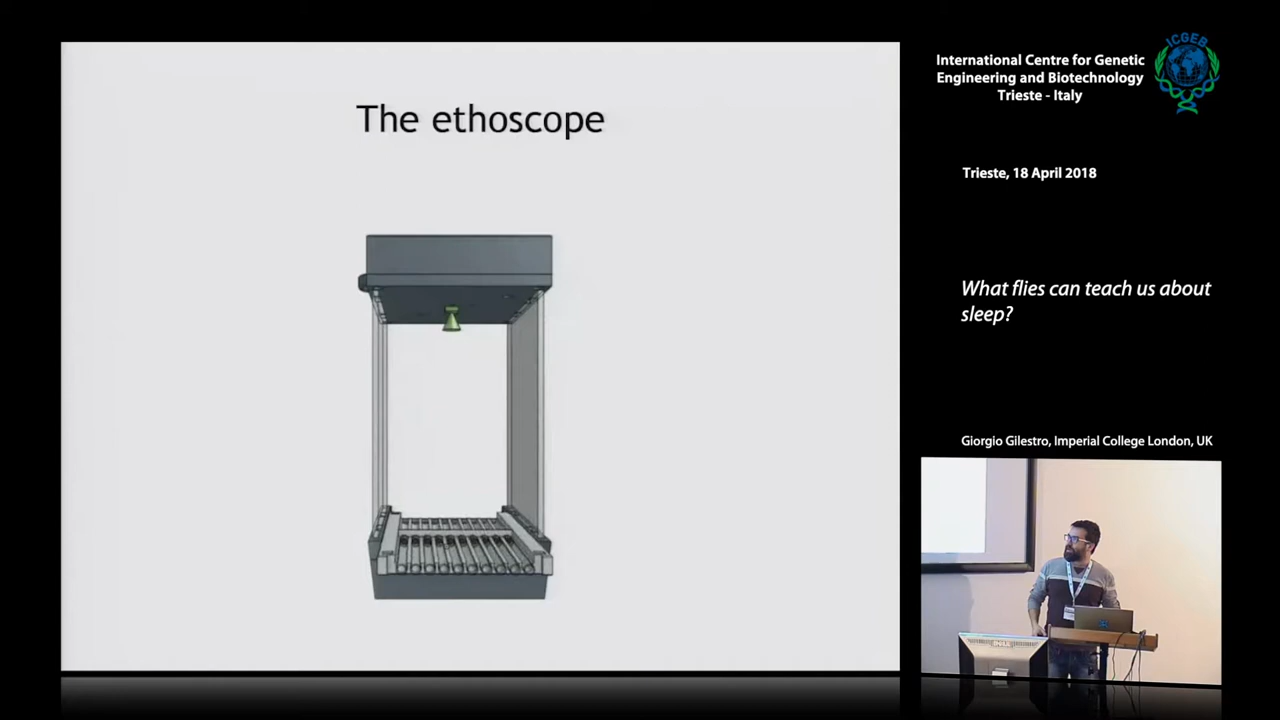 The ethoscope
ICGEB
International Centre for Genetic
Engineering and Biotechnology
Trieste - Italy
Trieste, 18 April 2018
What flies can teach us about
sleep?
Giorgio Gilestro, Imperial College London, UK